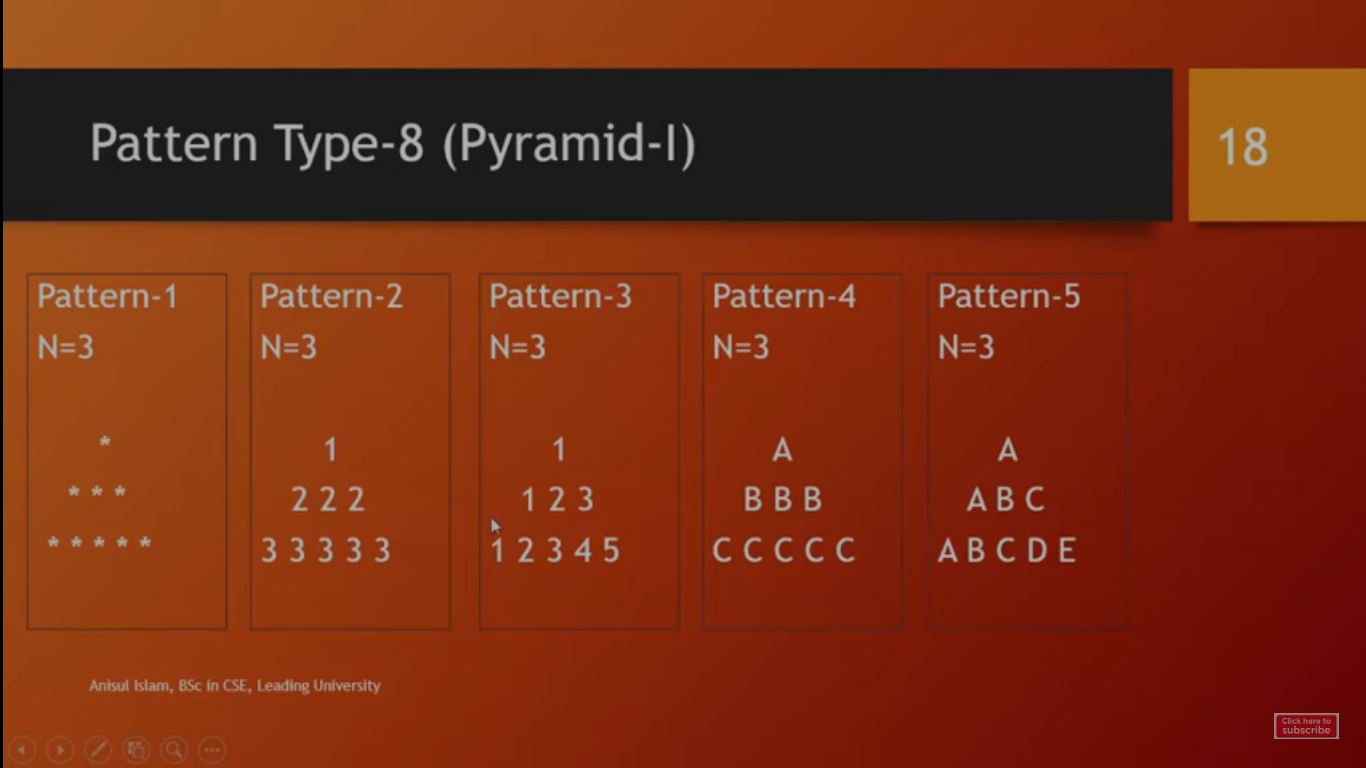 Pattern Type-8 (Pyramid-I)
18
Pattern-1
N=3
*
* * *
* * * * *
Pattern-2
N=3
1
2 2 2
3 3 3 3 3
Pattern-3
N=3
1
1 2 3
1 2 3 4 5
Pattern-4
N=3
A
B B B
C C C C C
Pattern-5
N=3
A
A B C
A B C D E
Anisul Islam, BSc in CSE, Leading University
Click here to
subscribe